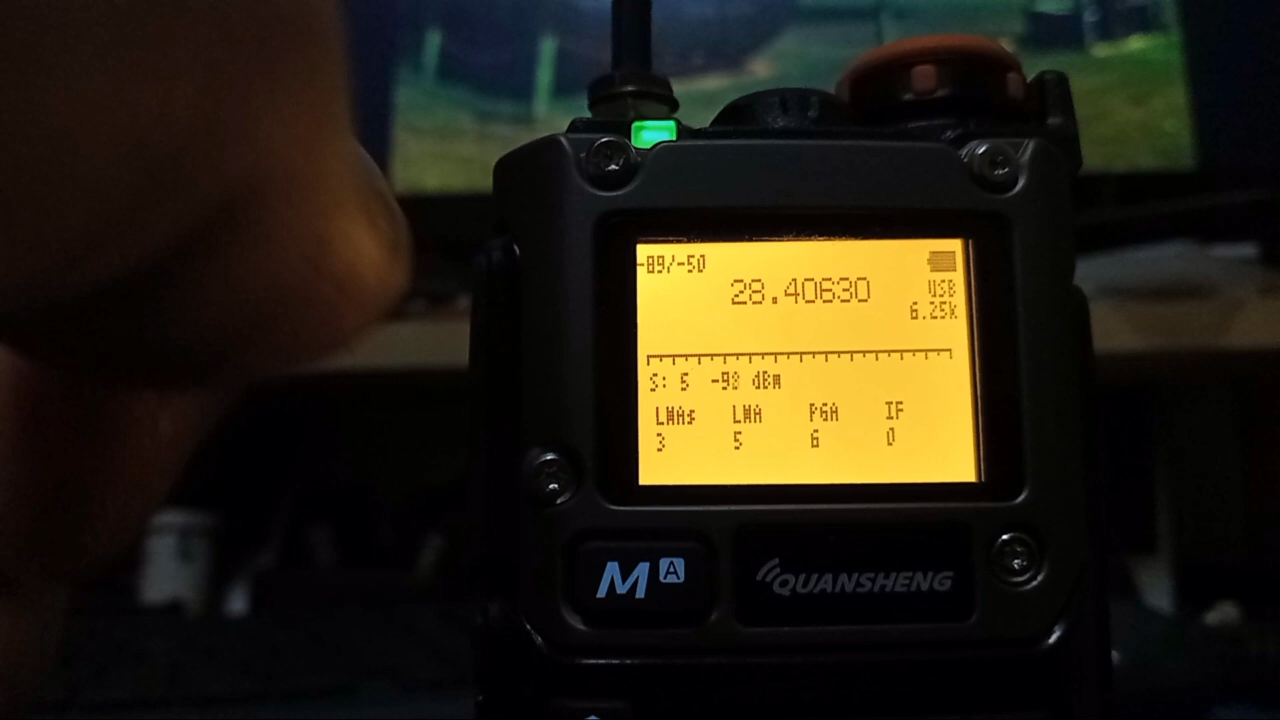 -89/-50
28.40630
USB
6.25k
S: 5 -98 dBm
LNAs LNA PGA IF
3 5 6 0
M A
QUANSHENG